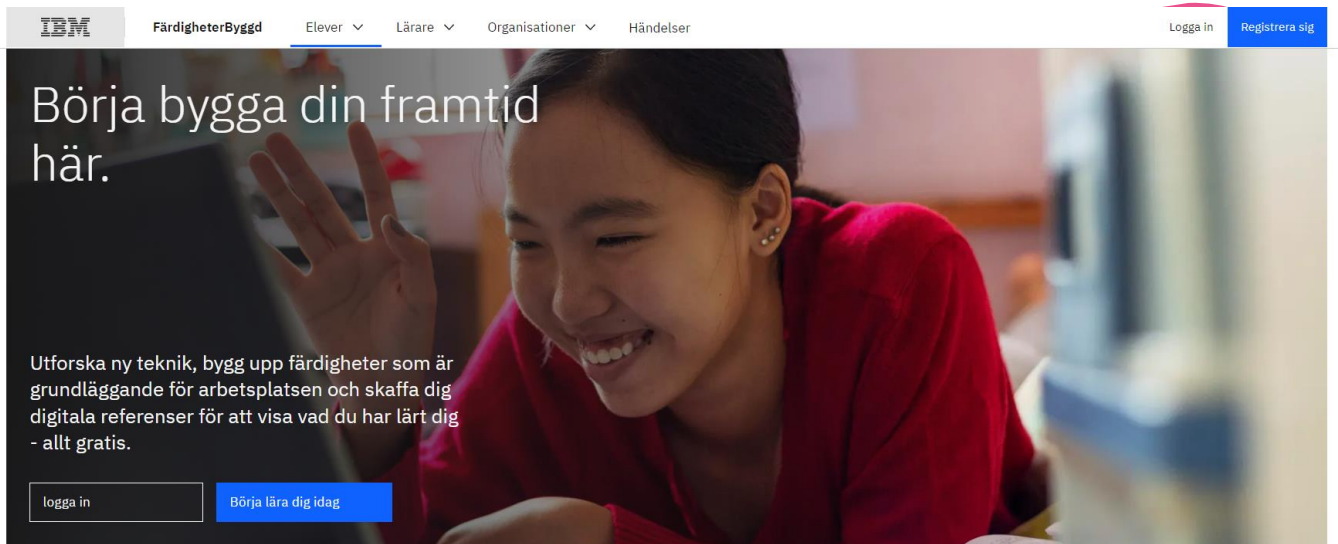 IBM FärdigheterByggd Elever Lärare Organisationer Händelser Logga in Registrera sig
Börja bygga din framtid
här.
Utforska ny teknik, bygg upp färdigheter som är
grundläggande för arbetsplatsen och skaffa dig
digitala referenser för att visa vad du har lärt dig
- allt gratis.
logga in Börja lära dig idag